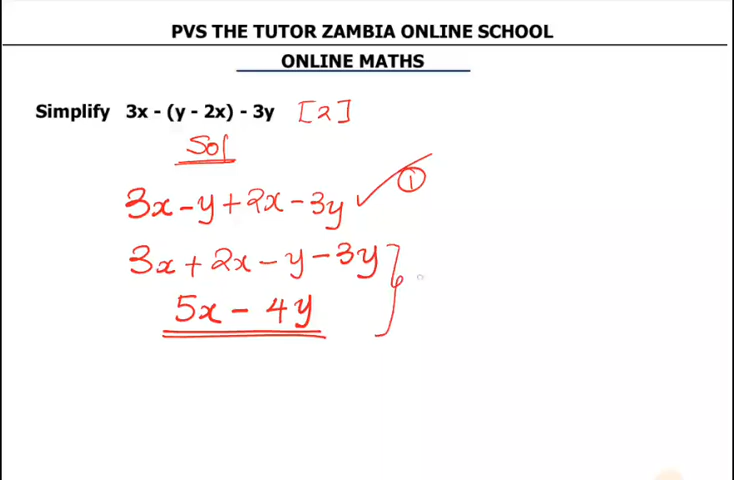 PVS THE TUTOR ZAMBIA ONLINE SCHOOL
ONLINE MATHS
Simplify 3x - (y - 2x) - 3y [2]
Sol
3x - y + 2x - 3y ✓ ①
3x + 2x - y - 3y
5x - 4y